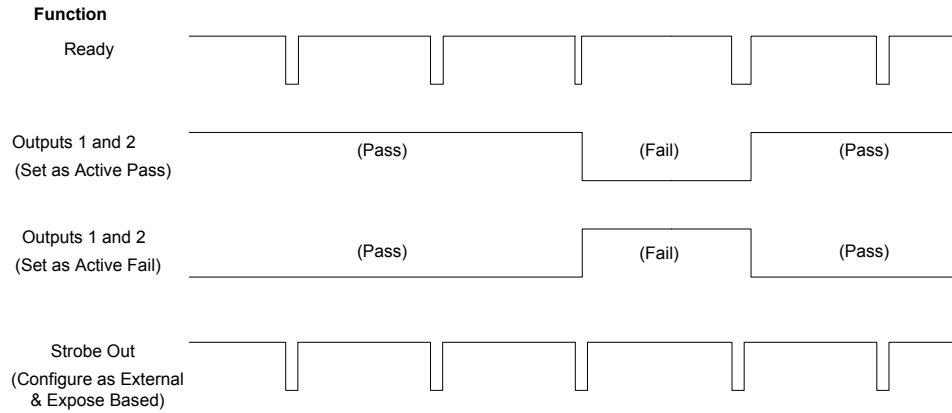 Function
Ready
Outputs 1 and 2
(Set as Active Pass)
(Pass)
(Fail)
(Pass)
Outputs 1 and 2
(Set as Active Fail)
(Pass)
(Fail)
(Pass)
Strobe Out
(Configure as External
& Expose Based)